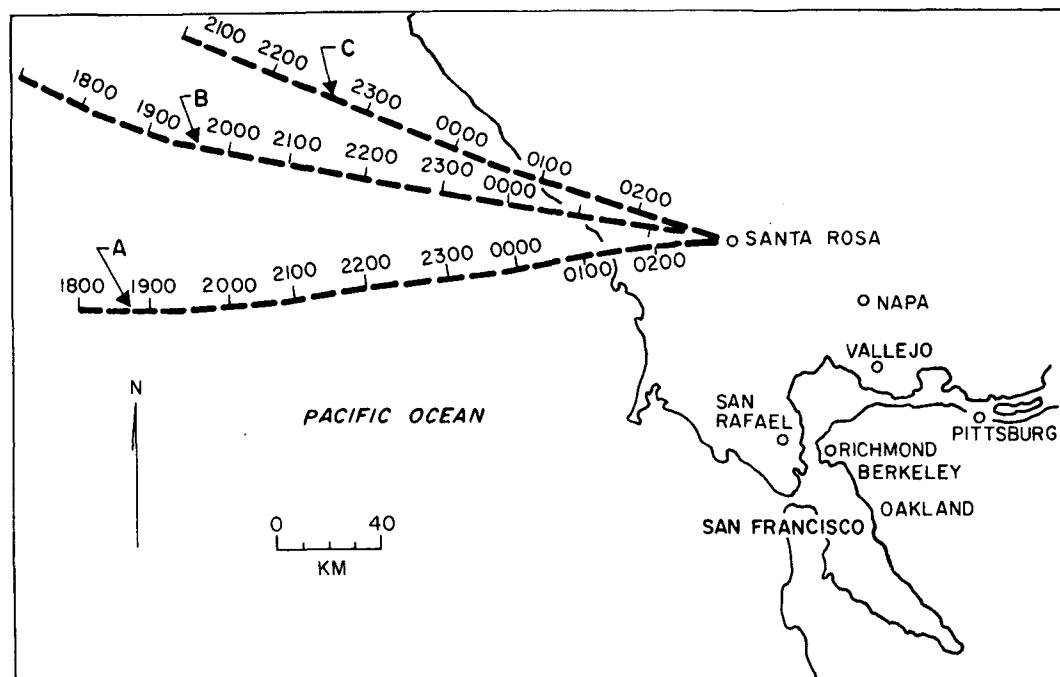 2100
2200
C
2300
0000
0100
0200
1800
1900
B
2000
2100
2200
2300
0000
SANTA ROSA
A
1800
1900
2000
2100
2200
2300
0000
0100
0200
NAPA
VALLEJO
N
PACIFIC OCEAN
SAN
RAFAEL
PITTSBURG
RICHMOND
BERKELEY
OAKLAND
SAN FRANCISCO
0 40
KM